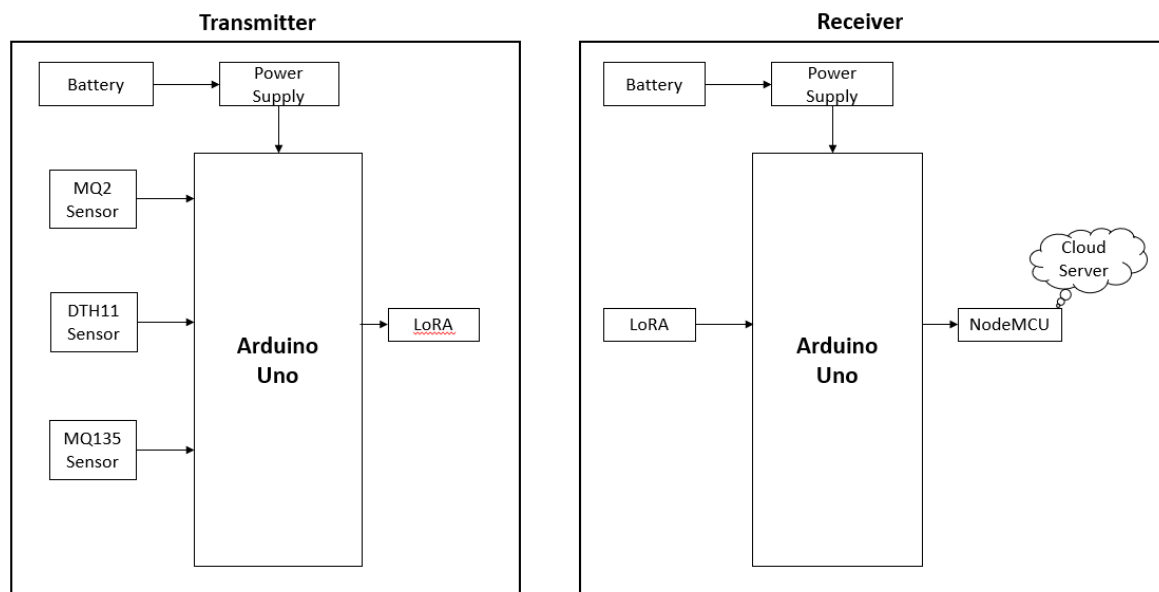 Transmitter
Battery
Power
Supply
MQ2
Sensor
DTH11
Sensor
MQ135
Sensor
Arduino
Uno
LoRA
Receiver
Battery
Power
Supply
LoRA
Arduino
Uno
NodeMCU
Cloud
Server